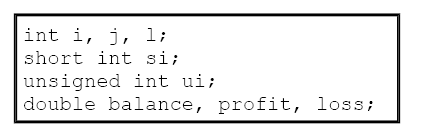 int i, j, l;
short int si;
unsigned int ui;
double balance, profit, loss;